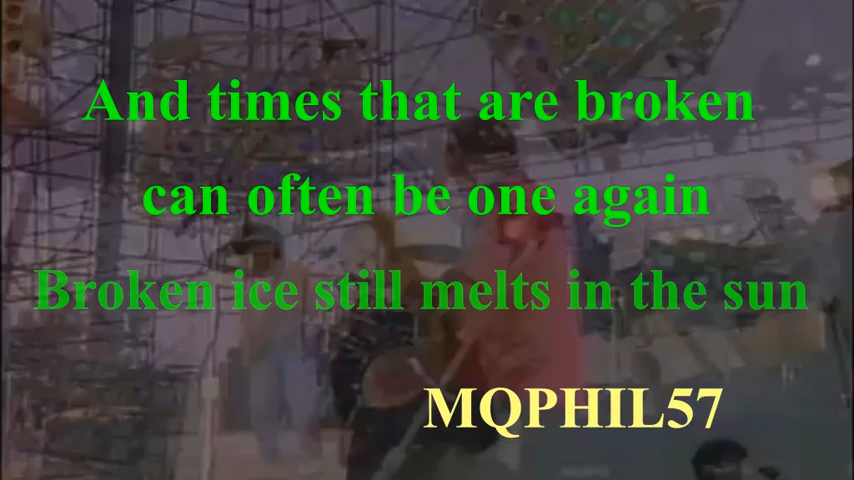 And times that are broken
can often be one again
Broken ice still melts in the sun
MQPHIL57